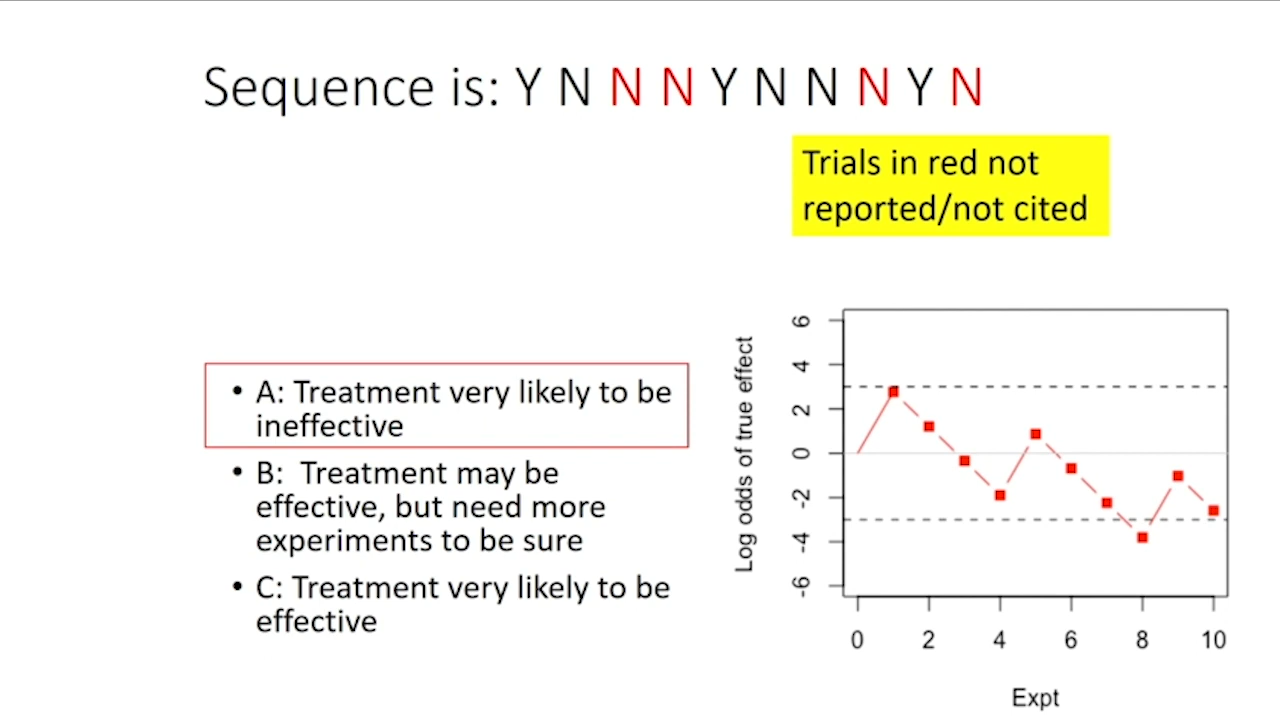 Sequence is: Y N N N Y N N N Y N
Trials in red not
reported/not cited
• A: Treatment very likely to be
ineffective
• B:  Treatment may be
effective, but need more
experiments to be sure
• C: Treatment very likely to be
effective
Log odds of true effect
6
4
2
0
-2
-4
-6
0 2 4 6 8 10
Expt